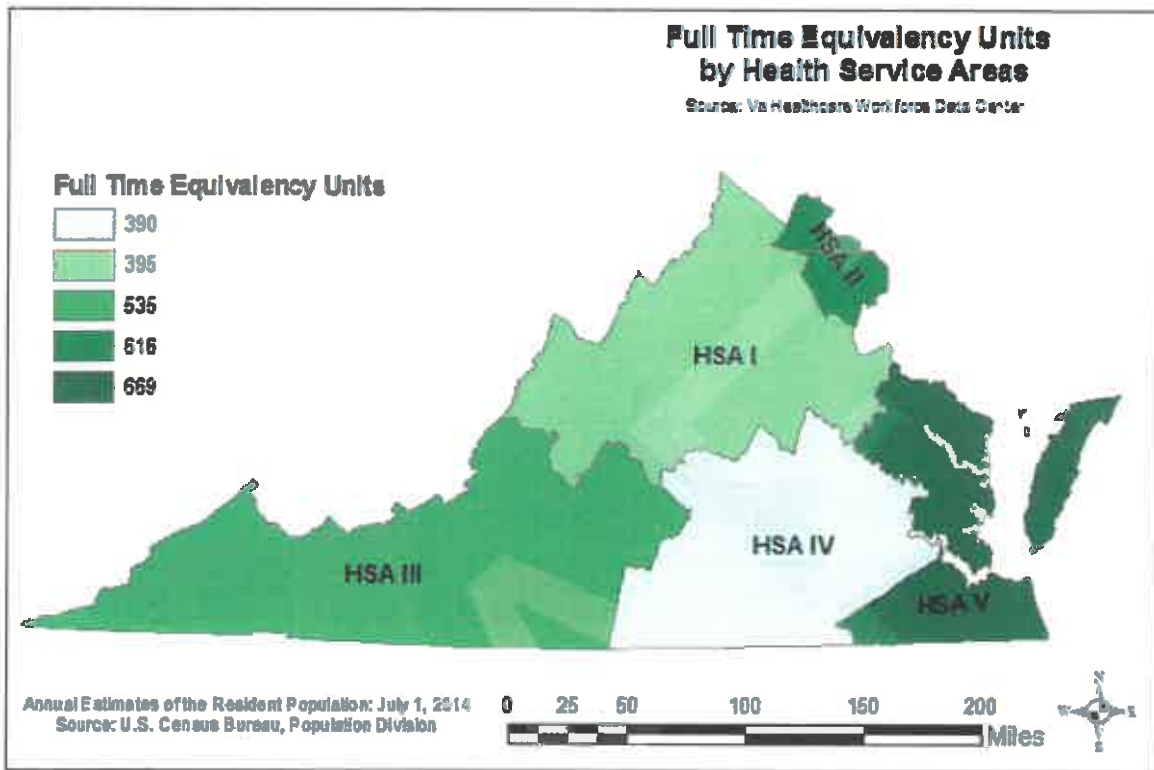 Full Time Equivalency Units
by Health Service Areas
Source: Va Healthcare Workforce Data Center
Full Time Equivalency Units
390
395
535
616
669
HSA I
HSA II
HSA III
HSA IV
HSA V
Annual Estimates of the Resident Population: July 1, 2014
Source: U.S. Census Bureau, Population Division
0 25 50 100 150 200
Miles
N
W E
S